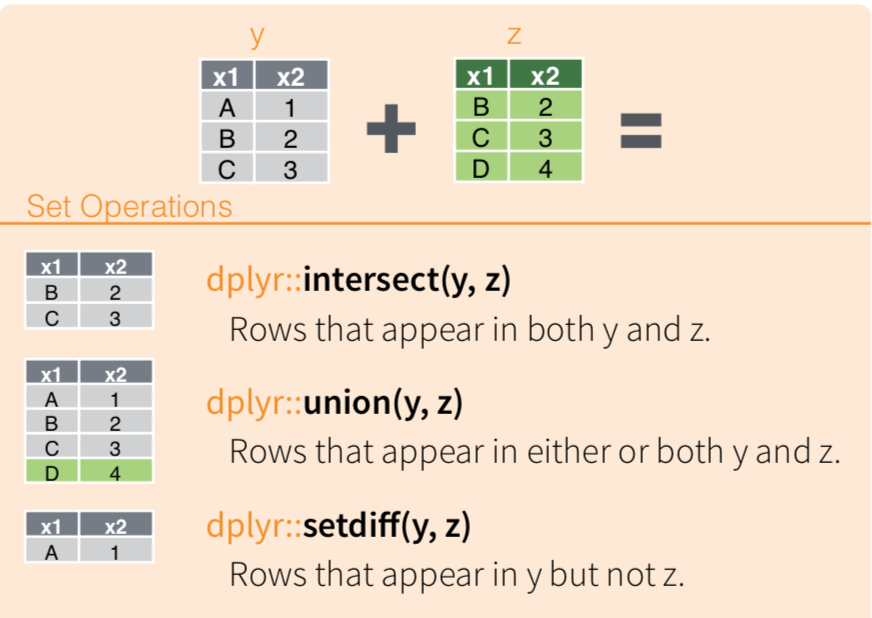 y z
x1 x2 x1 x2
A 1 + B 2 =
B 2 C 3
C 3 D 4
Set Operations
x1 x2
B 2
C 3
dplyr::intersect(y, z)
Rows that appear in both y and z.
x1 x2
A 1
B 2
C 3
D 4
dplyr::union(y, z)
Rows that appear in either or both y and z.
x1 x2
A 1
dplyr::setdiff(y, z)
Rows that appear in y but not z.